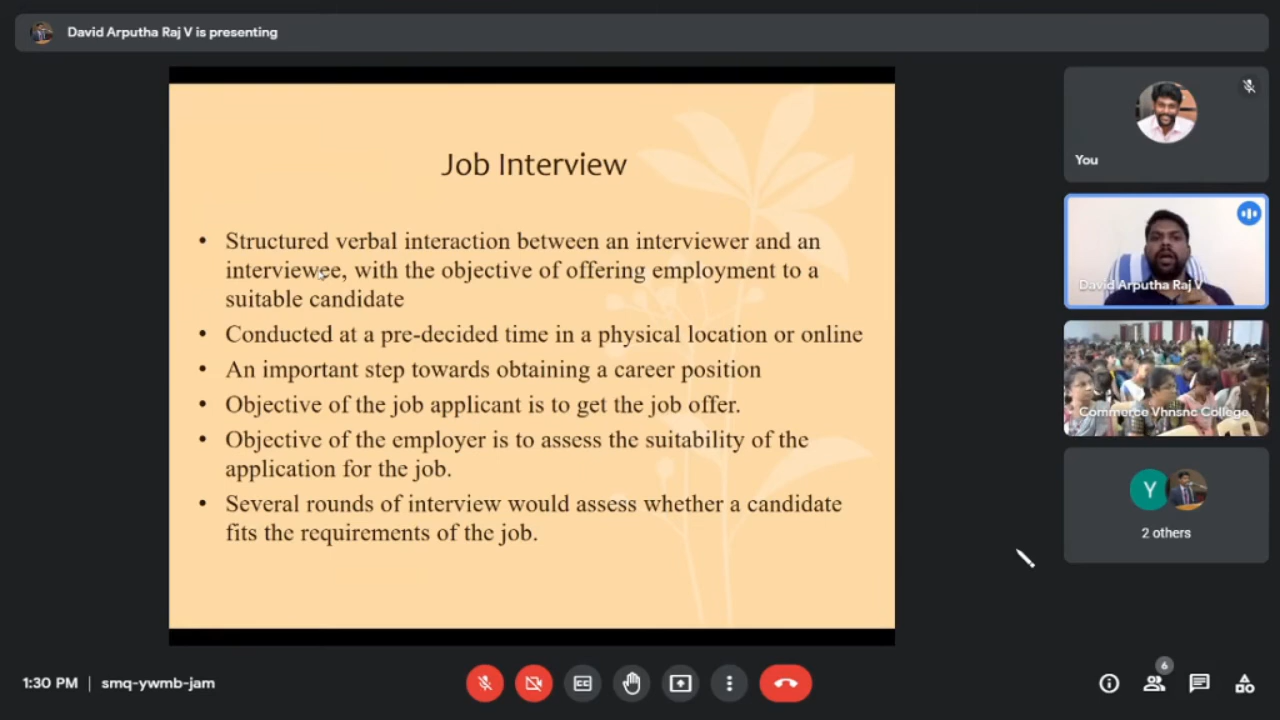 David Arputha Raj V is presenting
Job Interview
• Structured verbal interaction between an interviewer and an
interviewee, with the objective of offering employment to a
suitable candidate
• Conducted at a pre-decided time in a physical location or online
• An important step towards obtaining a career position
• Objective of the job applicant is to get the job offer.
• Objective of the employer is to assess the suitability of the
application for the job.
• Several rounds of interview would assess whether a candidate
fits the requirements of the job.
You
David Arputha Raj V
Commerce Vhnsnc College
Y
2 others
1:30 PM | smq-ywmb-jam
CC
6